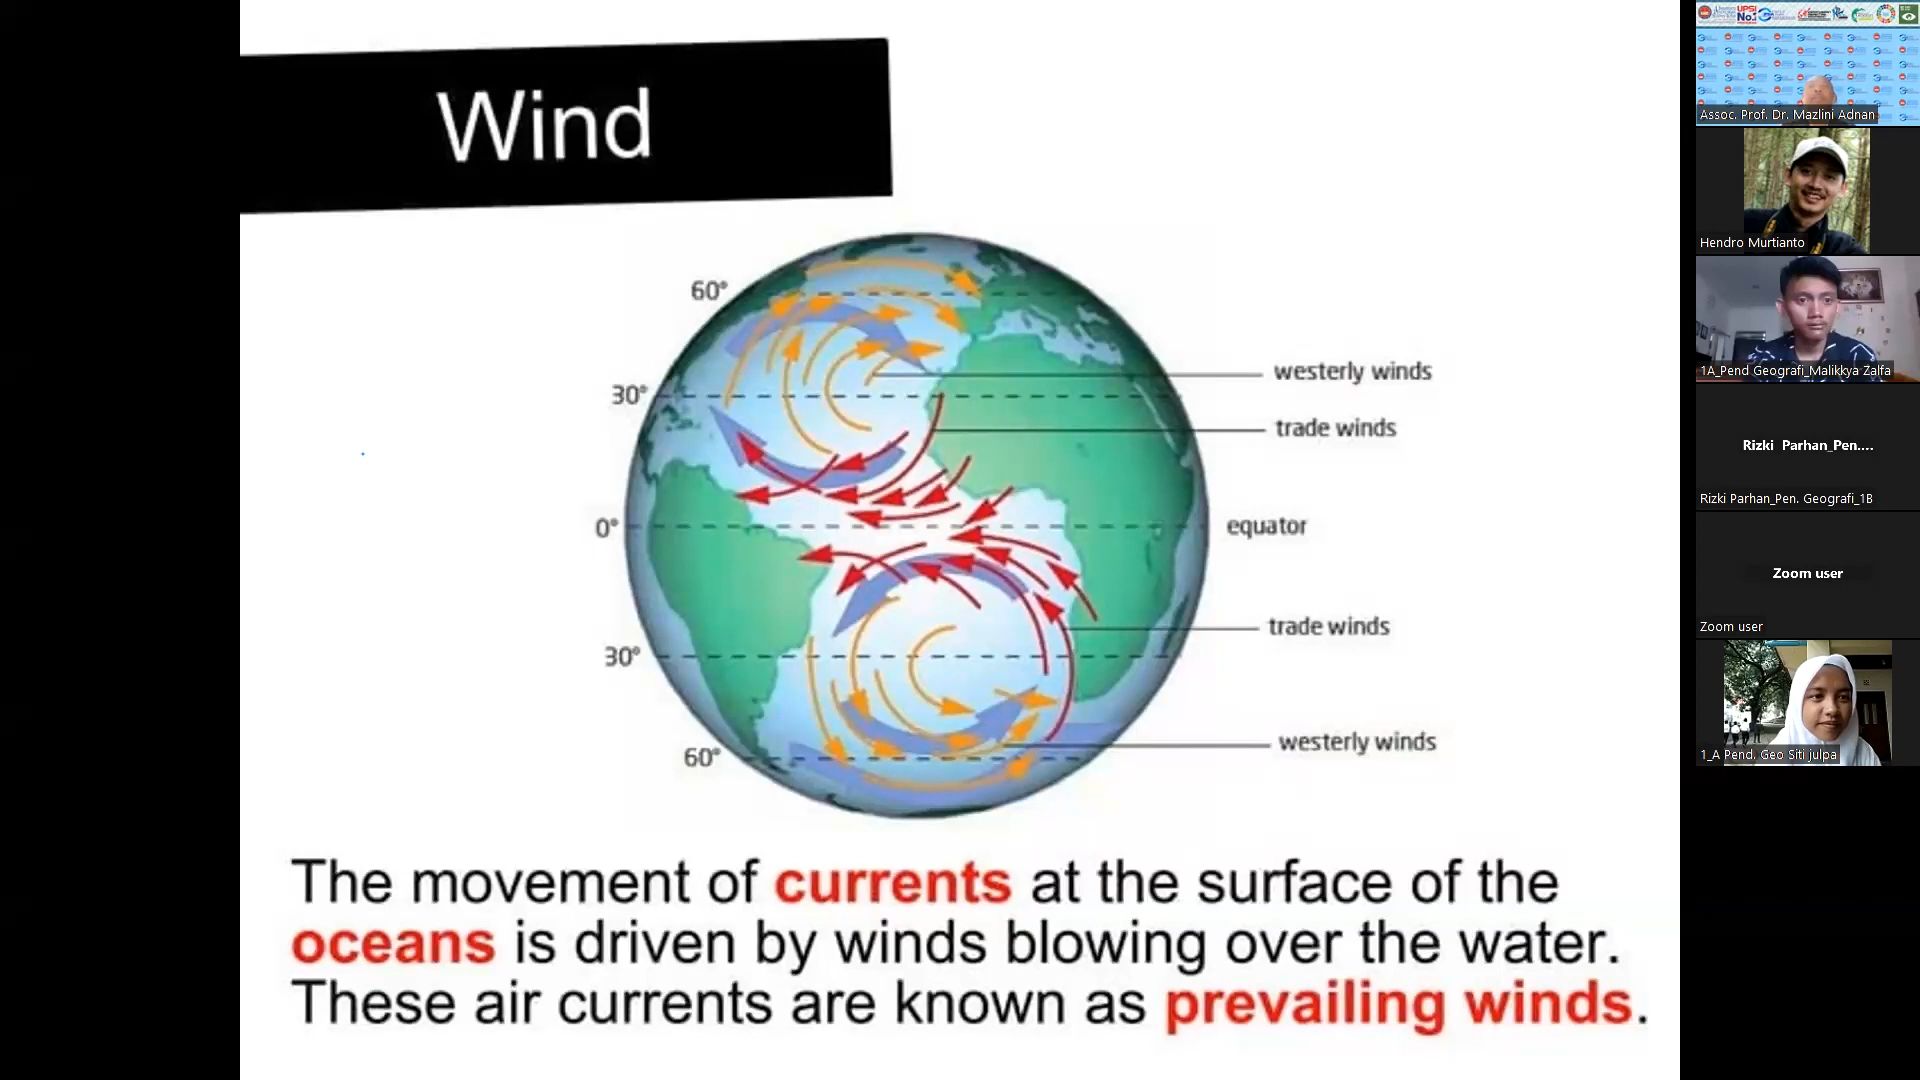 Wind
60°
30°
westerly winds
trade winds
0°
equator
trade winds
30°
westerly winds
60°
The movement of currents at the surface of the
oceans is driven by winds blowing over the water.
These air currents are known as prevailing winds.
UPSI
No.1
Assoc. Prof. Dr. Mazlini Adnan
Hendro Murtianto
1A_Pend Geografi_Malikkya Zalfa
Rizki Parhan_Pen....
Rizki Parhan_Pen. Geografi_1B
Zoom user
Zoom user
1_A Pend. Geo Siti julpa